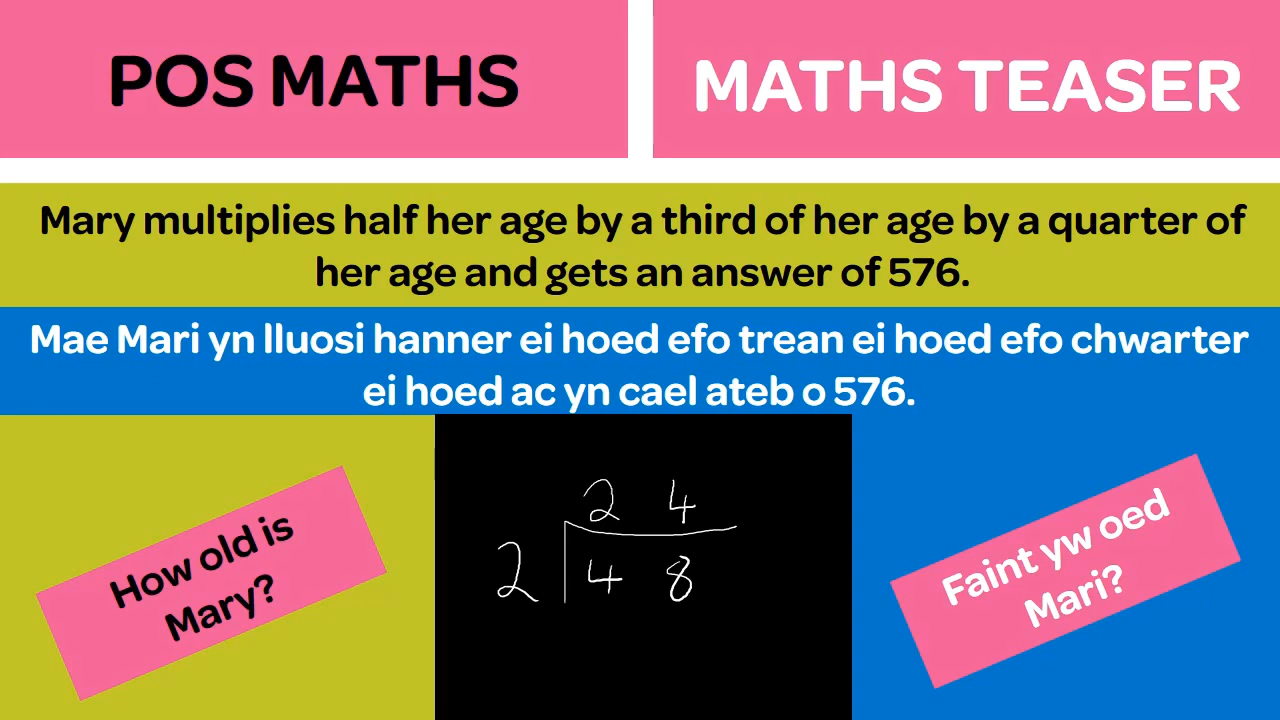 POS MATHS
MATHS TEASER
Mary multiplies half her age by a third of her age by a quarter of
her age and gets an answer of 576.
Mae Mari yn lluosi hanner ei hoed efo trean ei hoed efo chwarter
ei hoed ac yn cael ateb o 576.
How old is
Mary?
2 4
2 4 8
Faint yw oed
Mari?